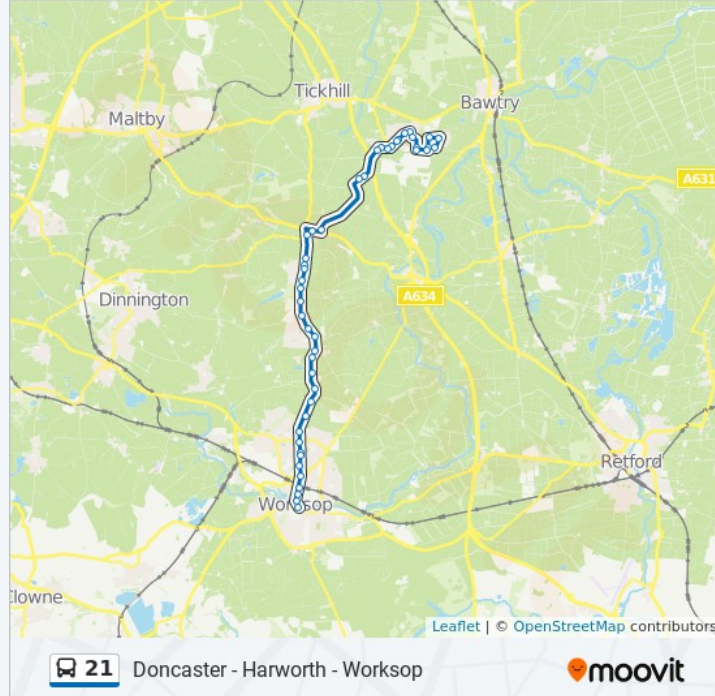 Tickhill
Bawtry
Maltby
A631
Dinnington
A634
Retford
Worksop
Clowne
Leaflet | © OpenStreetMap contributors
21 Doncaster - Harworth - Worksop
moovit